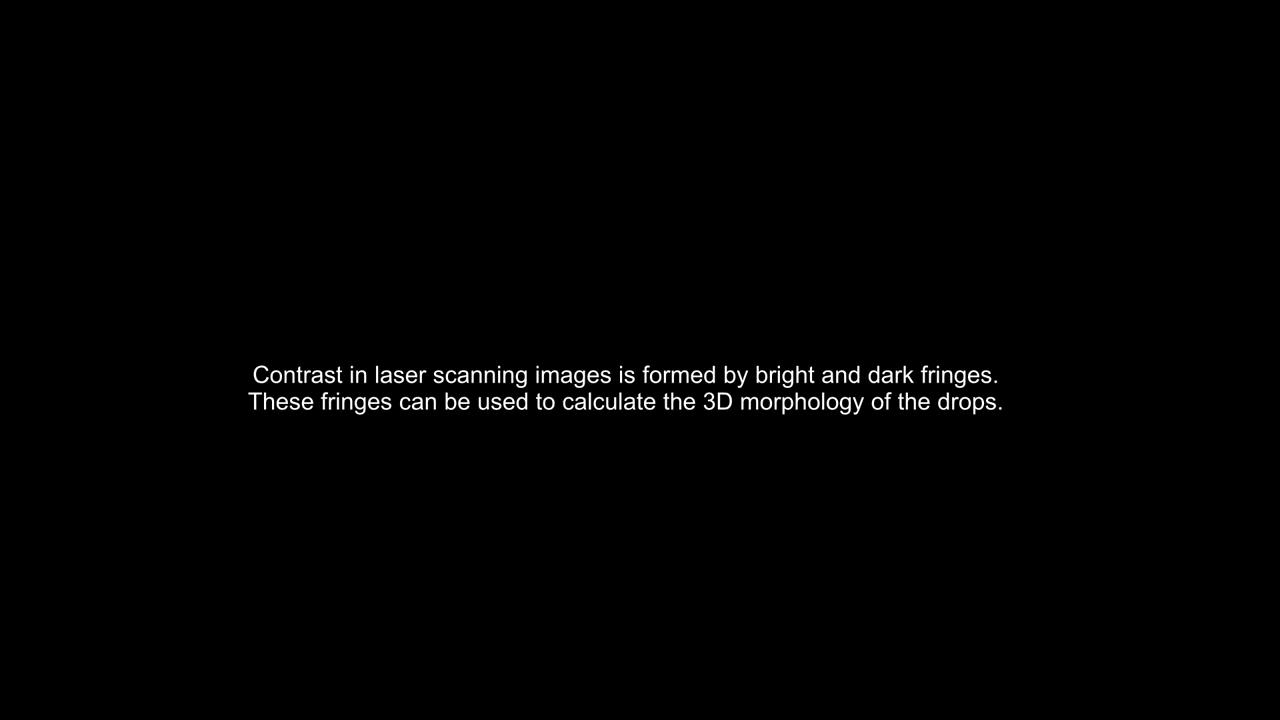 Contrast in laser scanning images is formed by bright and dark fringes.
These fringes can be used to calculate the 3D morphology of the drops.